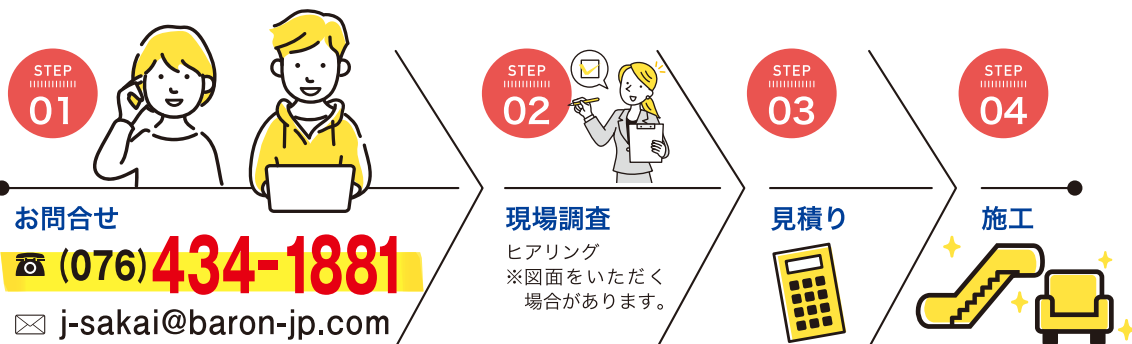 STEP
01
お問合せ
(076)434-1881
j-sakai@baron-jp.com
STEP
02
現場調査
ヒアリング
※図面をいただく
場合があります。
STEP
03
見積り
STEP
04
施工